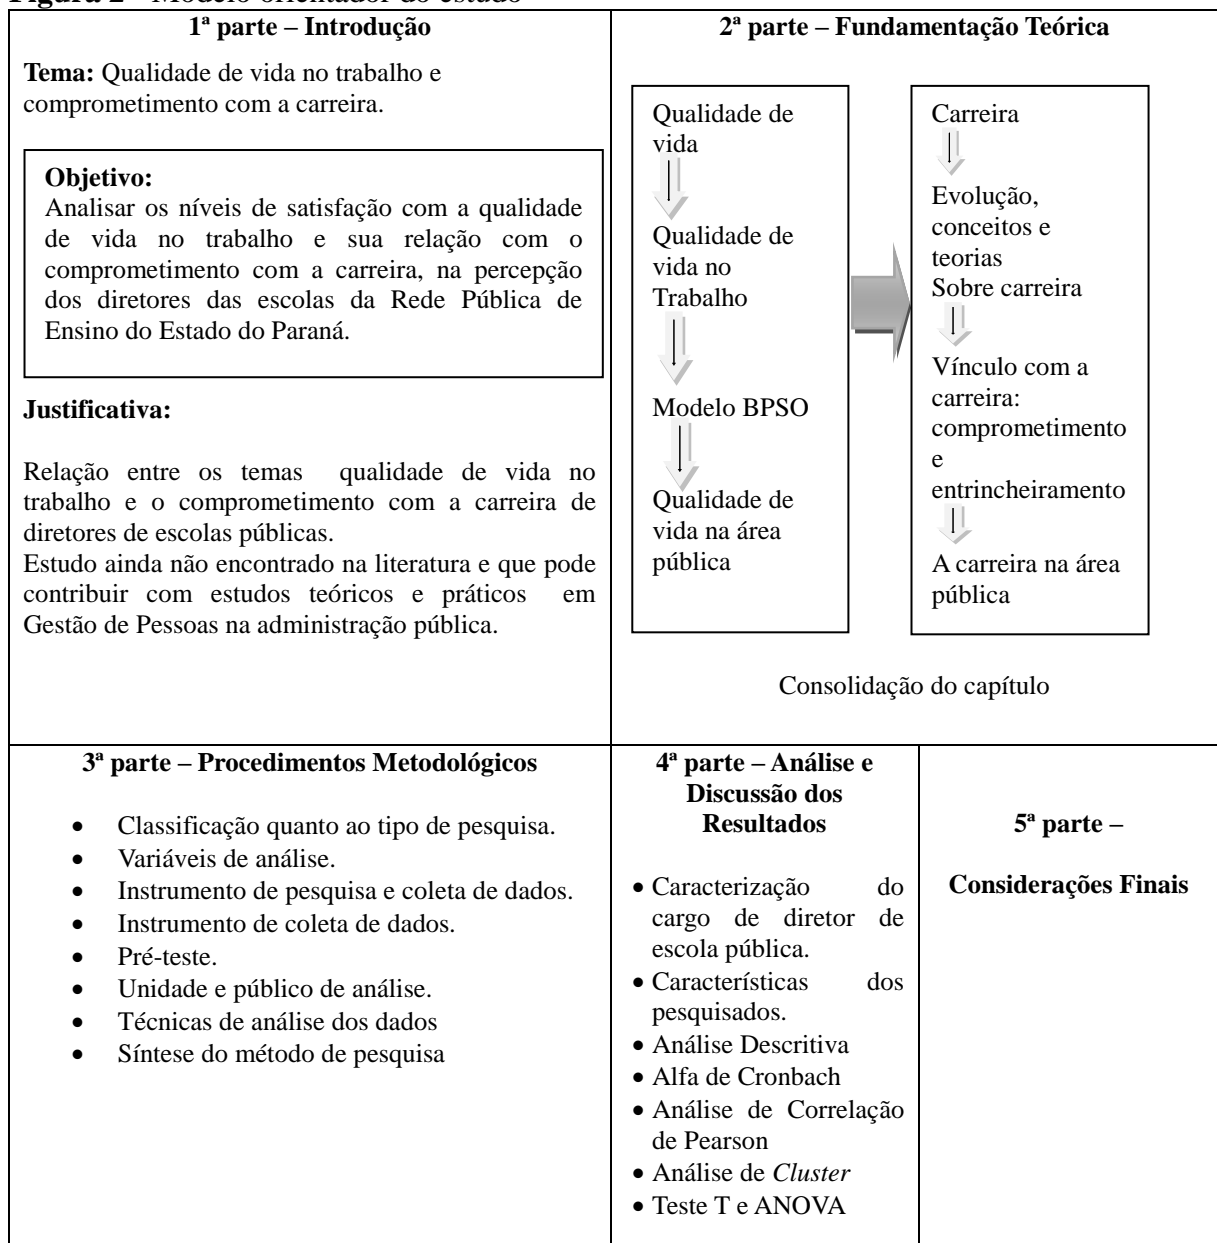 Figura 2 - Modelo orientador do estudo
1ª parte – Introdução
Tema: Qualidade de vida no trabalho e
comprometimento com a carreira.
Objetivo:
Analisar os níveis de satisfação com a qualidade
de vida no trabalho e sua relação com o
comprometimento com a carreira, na percepção
dos diretores das escolas da Rede Pública de
Ensino do Estado do Paraná.
Justificativa:
Relação entre os temas qualidade de vida no
trabalho e o comprometimento com a carreira de
diretores de escolas públicas.
Estudo ainda não encontrado na literatura e que pode
contribuir com estudos teóricos e práticos em
Gestão de Pessoas na administração pública.
2ª parte – Fundamentação Teórica
Qualidade de
vida
Qualidade de
vida no
Trabalho
Modelo BPSO
Qualidade de
vida na área
pública
Carreira
Evolução,
conceitos e
teorias
Sobre carreira
Vínculo com a
carreira:
comprometimento
e
entrincheiramento
A carreira na área
pública
Consolidação do capítulo
3ª parte – Procedimentos Metodológicos
• Classificação quanto ao tipo de pesquisa.
• Variáveis de análise.
• Instrumento de pesquisa e coleta de dados.
• Instrumento de coleta de dados.
• Pré-teste.
• Unidade e público de análise.
• Técnicas de análise dos dados
• Síntese do método de pesquisa
4ª parte – Análise e
Discussão dos
Resultados
• Caracterização do
cargo de diretor de
escola pública.
• Características dos
pesquisados.
• Análise Descritiva
• Alfa de Cronbach
• Análise de Correlação
de Pearson
• Análise de Cluster
• Teste T e ANOVA
5ª parte –
Considerações Finais